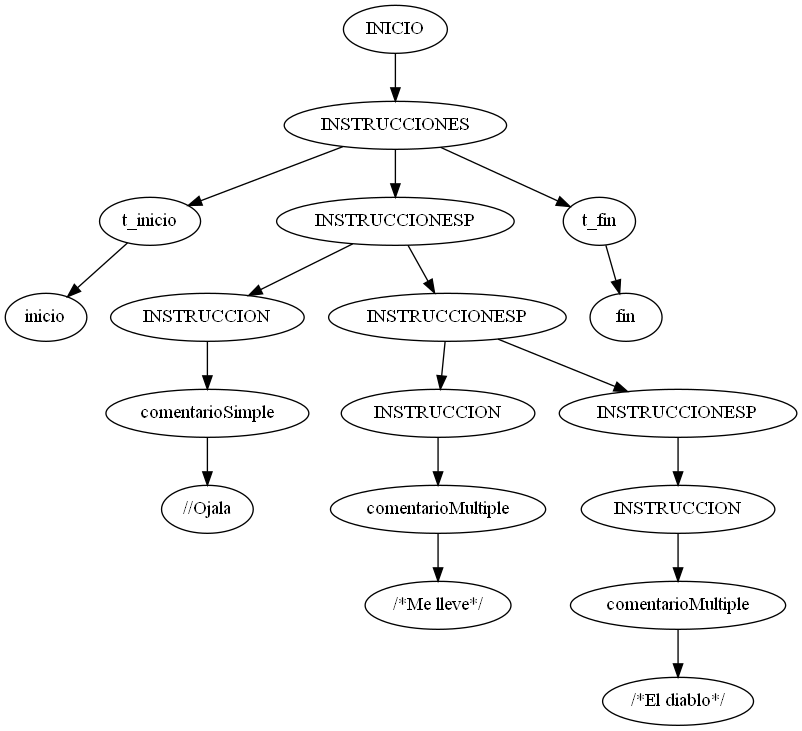 INICIO
INSTRUCCIONES
t_inicio
INSTRUCCIONESP
t_fin
inicio
INSTRUCCION
INSTRUCCIONESP
fin
comentarioSimple
INSTRUCCION
INSTRUCCIONESP
//Ojala
comentarioMultiple
INSTRUCCION
/*Me lleve*/
comentarioMultiple
/*El diablo*/